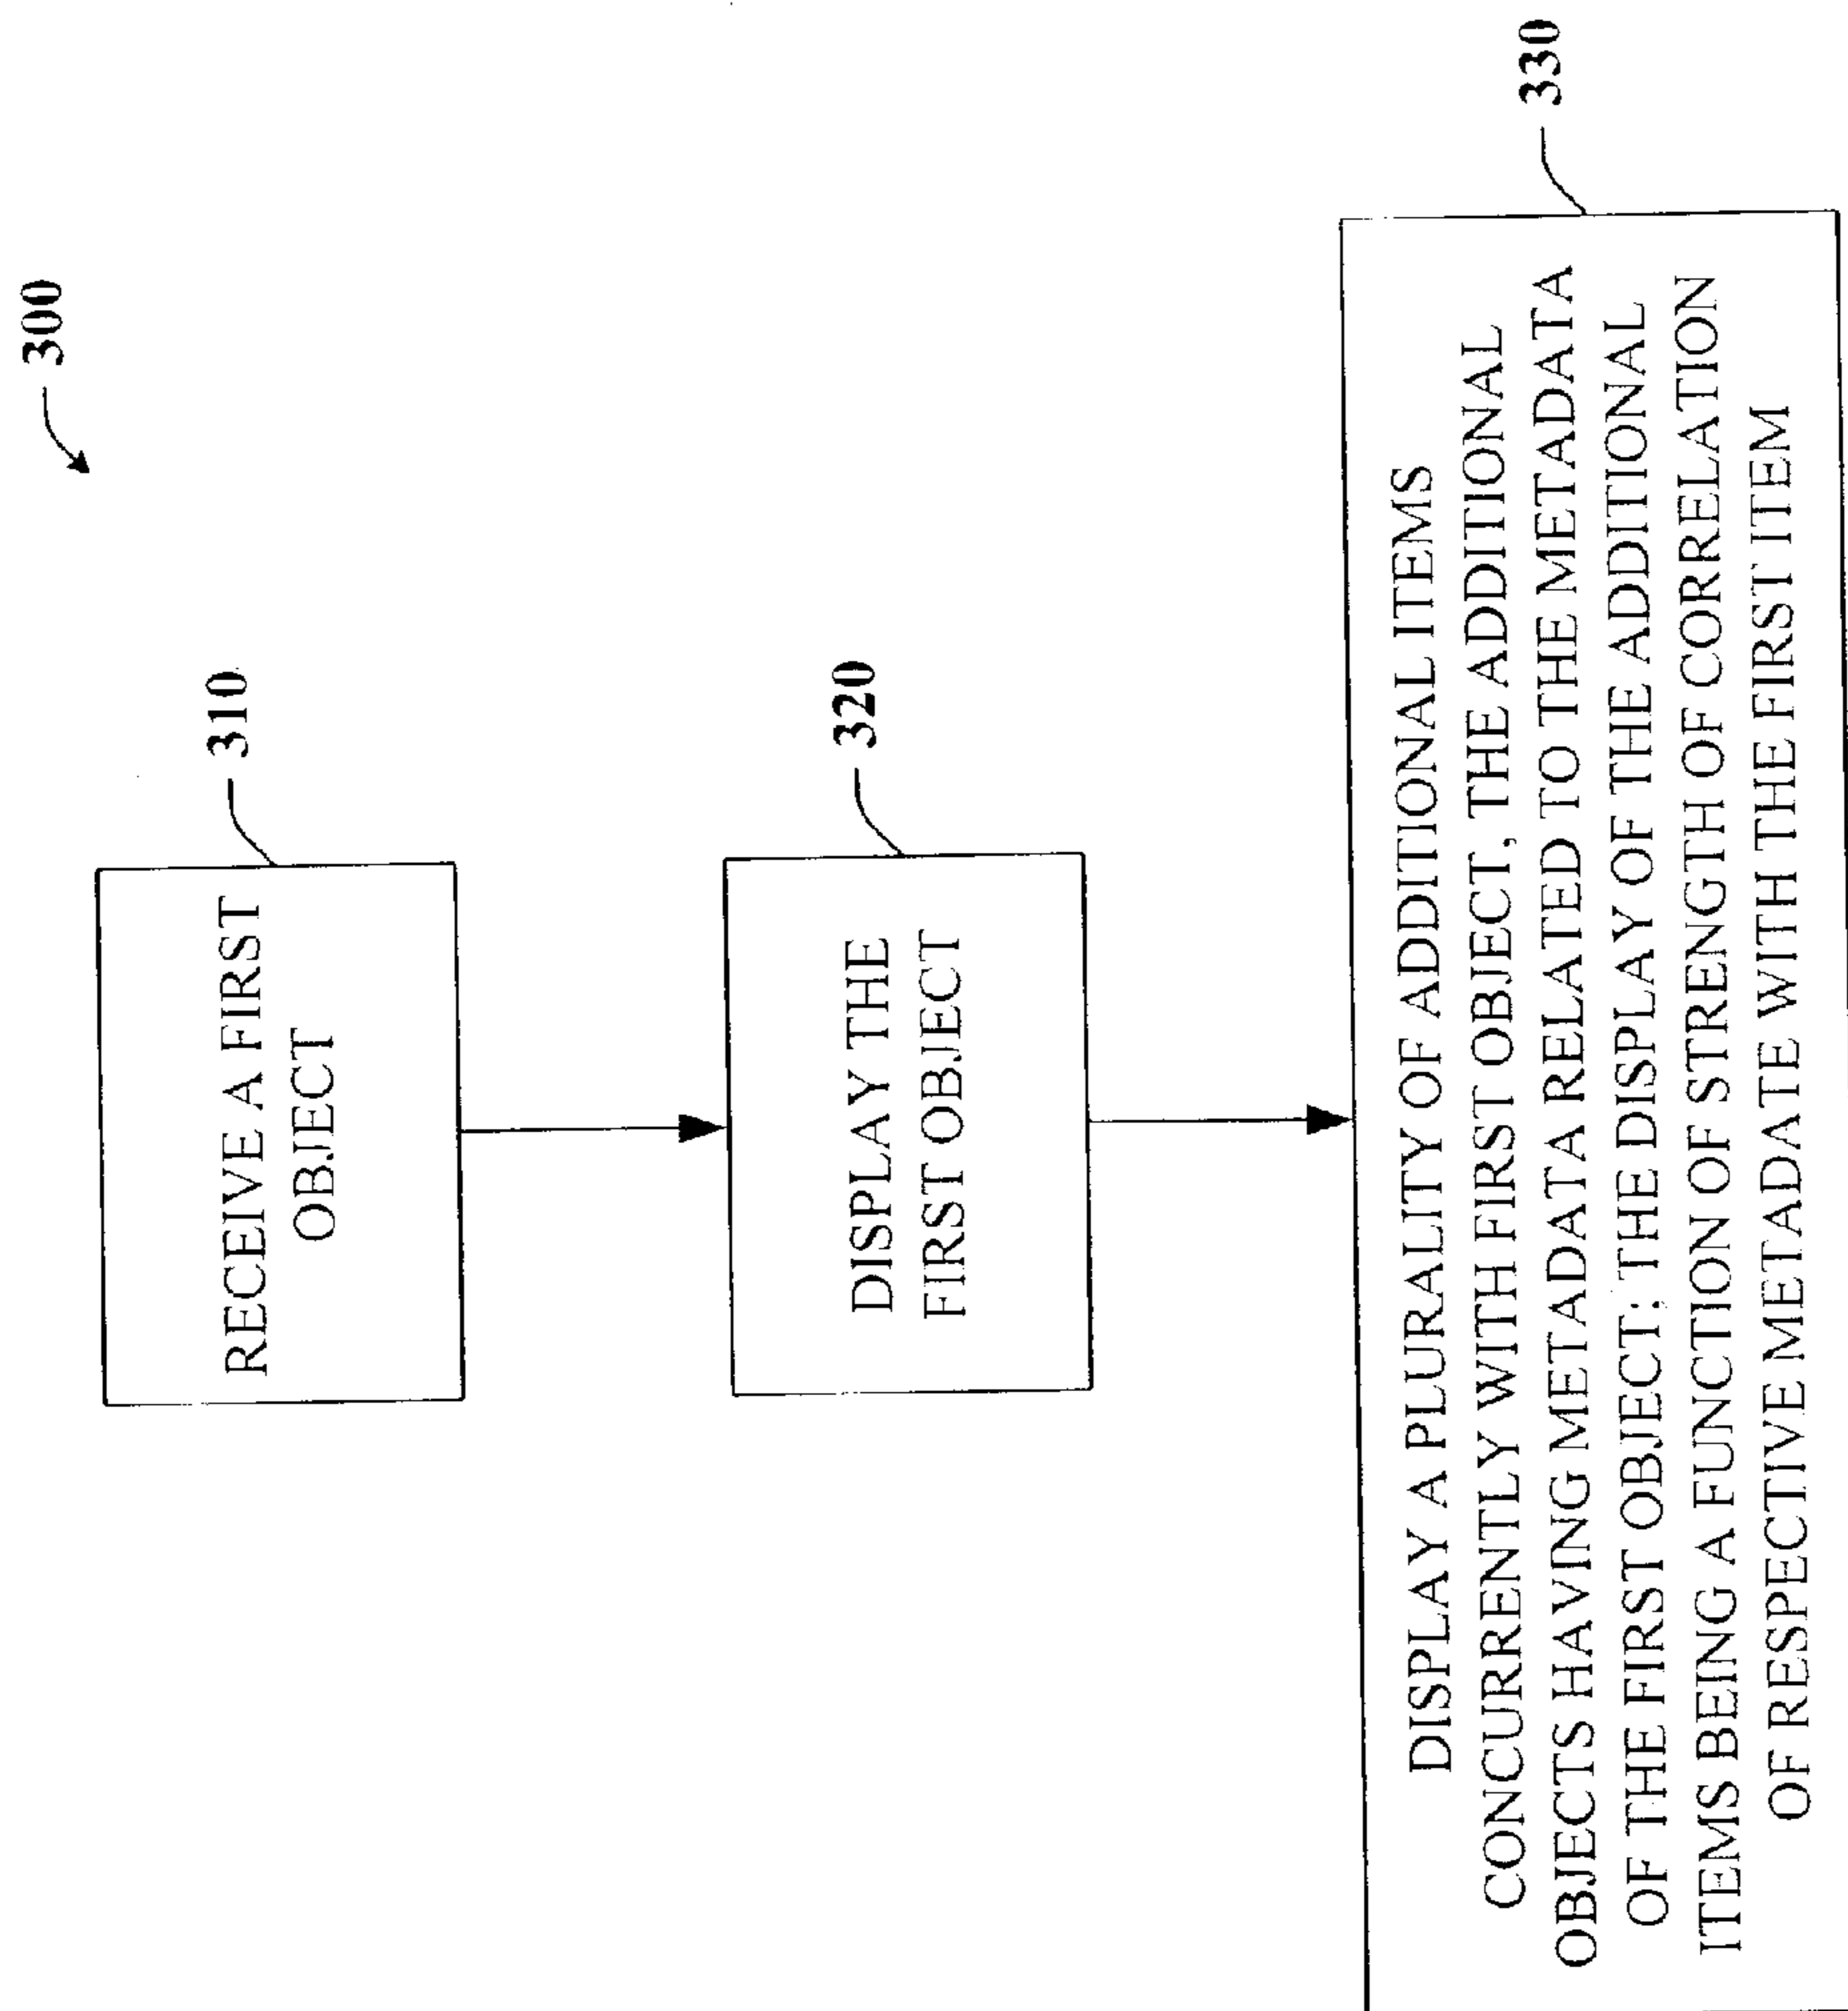 300
310
RECEIVE A FIRST
OBJECT
320
DISPLAY THE
FIRST OBJECT
330
DISPLAY A PLURALITY OF ADDITIONAL ITEMS
CONCURRENTLY WITH FIRST OBJECT, THE ADDITIONAL
OBJECTS HAVING METADATA RELATED TO THE METADATA
OF THE FIRST OBJECT; THE DISPLAY OF THE ADDITIONAL
ITEMS BEING A FUNCTION OF STRENGTH OF CORRELATION
OF RESPECTIVE METADATE WITH THE FIRST ITEM